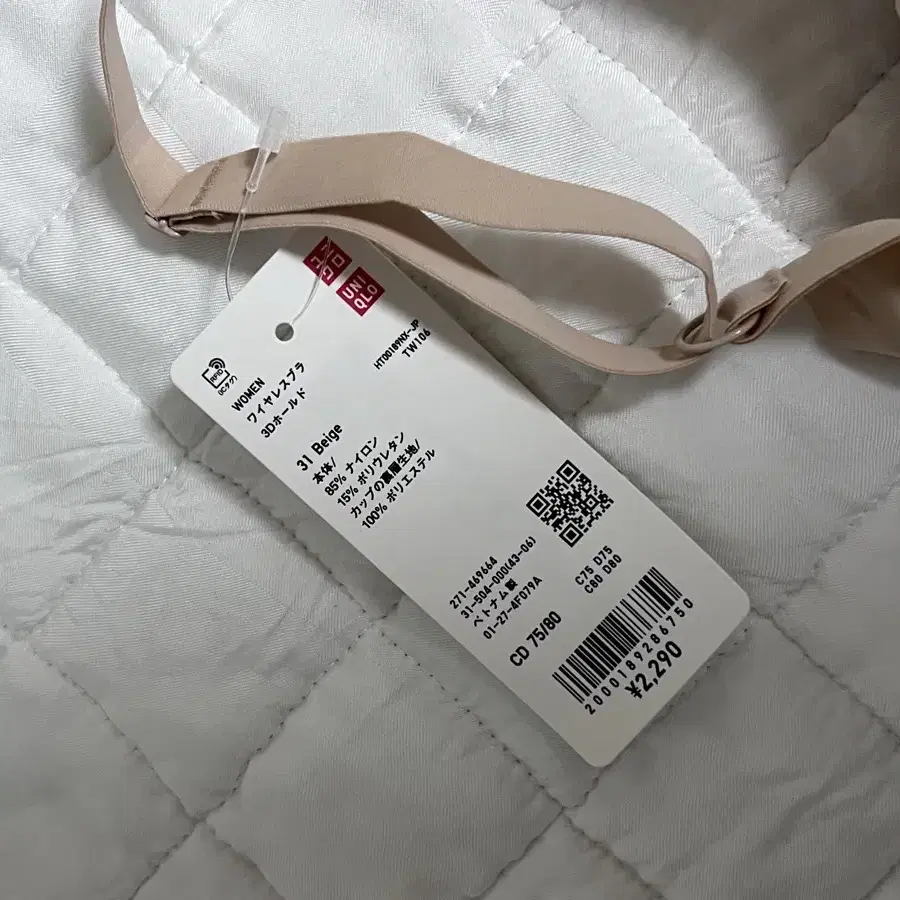 ユニ
クロ
UNI
QLO
RFID
(ICタグ)
HT00189NX-JP
TW106
WOMEN
ワイヤレスブラ
3Dホールド
31 Beige
本体/
85% ナイロン
15% ポリウレタン
カップの裏層生地/
100% ポリエステル
271-469664
31-504-000(43-06)
ベトナム製
01-27-4F079A
CD 75/80
C75 D75
C80 D80
2000189286750
¥2,290